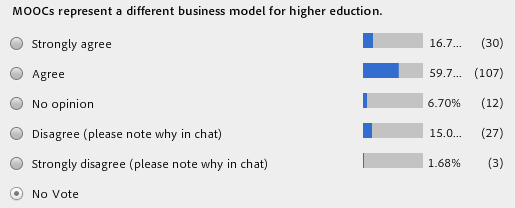 MOOCs represent a different business model for higher eduction.
Strongly agree 16.7... (30)
Agree 59.7... (107)
No opinion 6.70% (12)
Disagree (please note why in chat) 15.0... (27)
Strongly disagree (please note why in chat) 1.68% (3)
No Vote